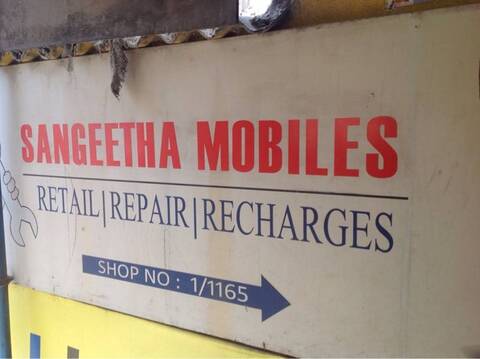 SANGEETHA MOBILES
RETAIL|REPAIR|RECHARGES
SHOP NO : 1/1165